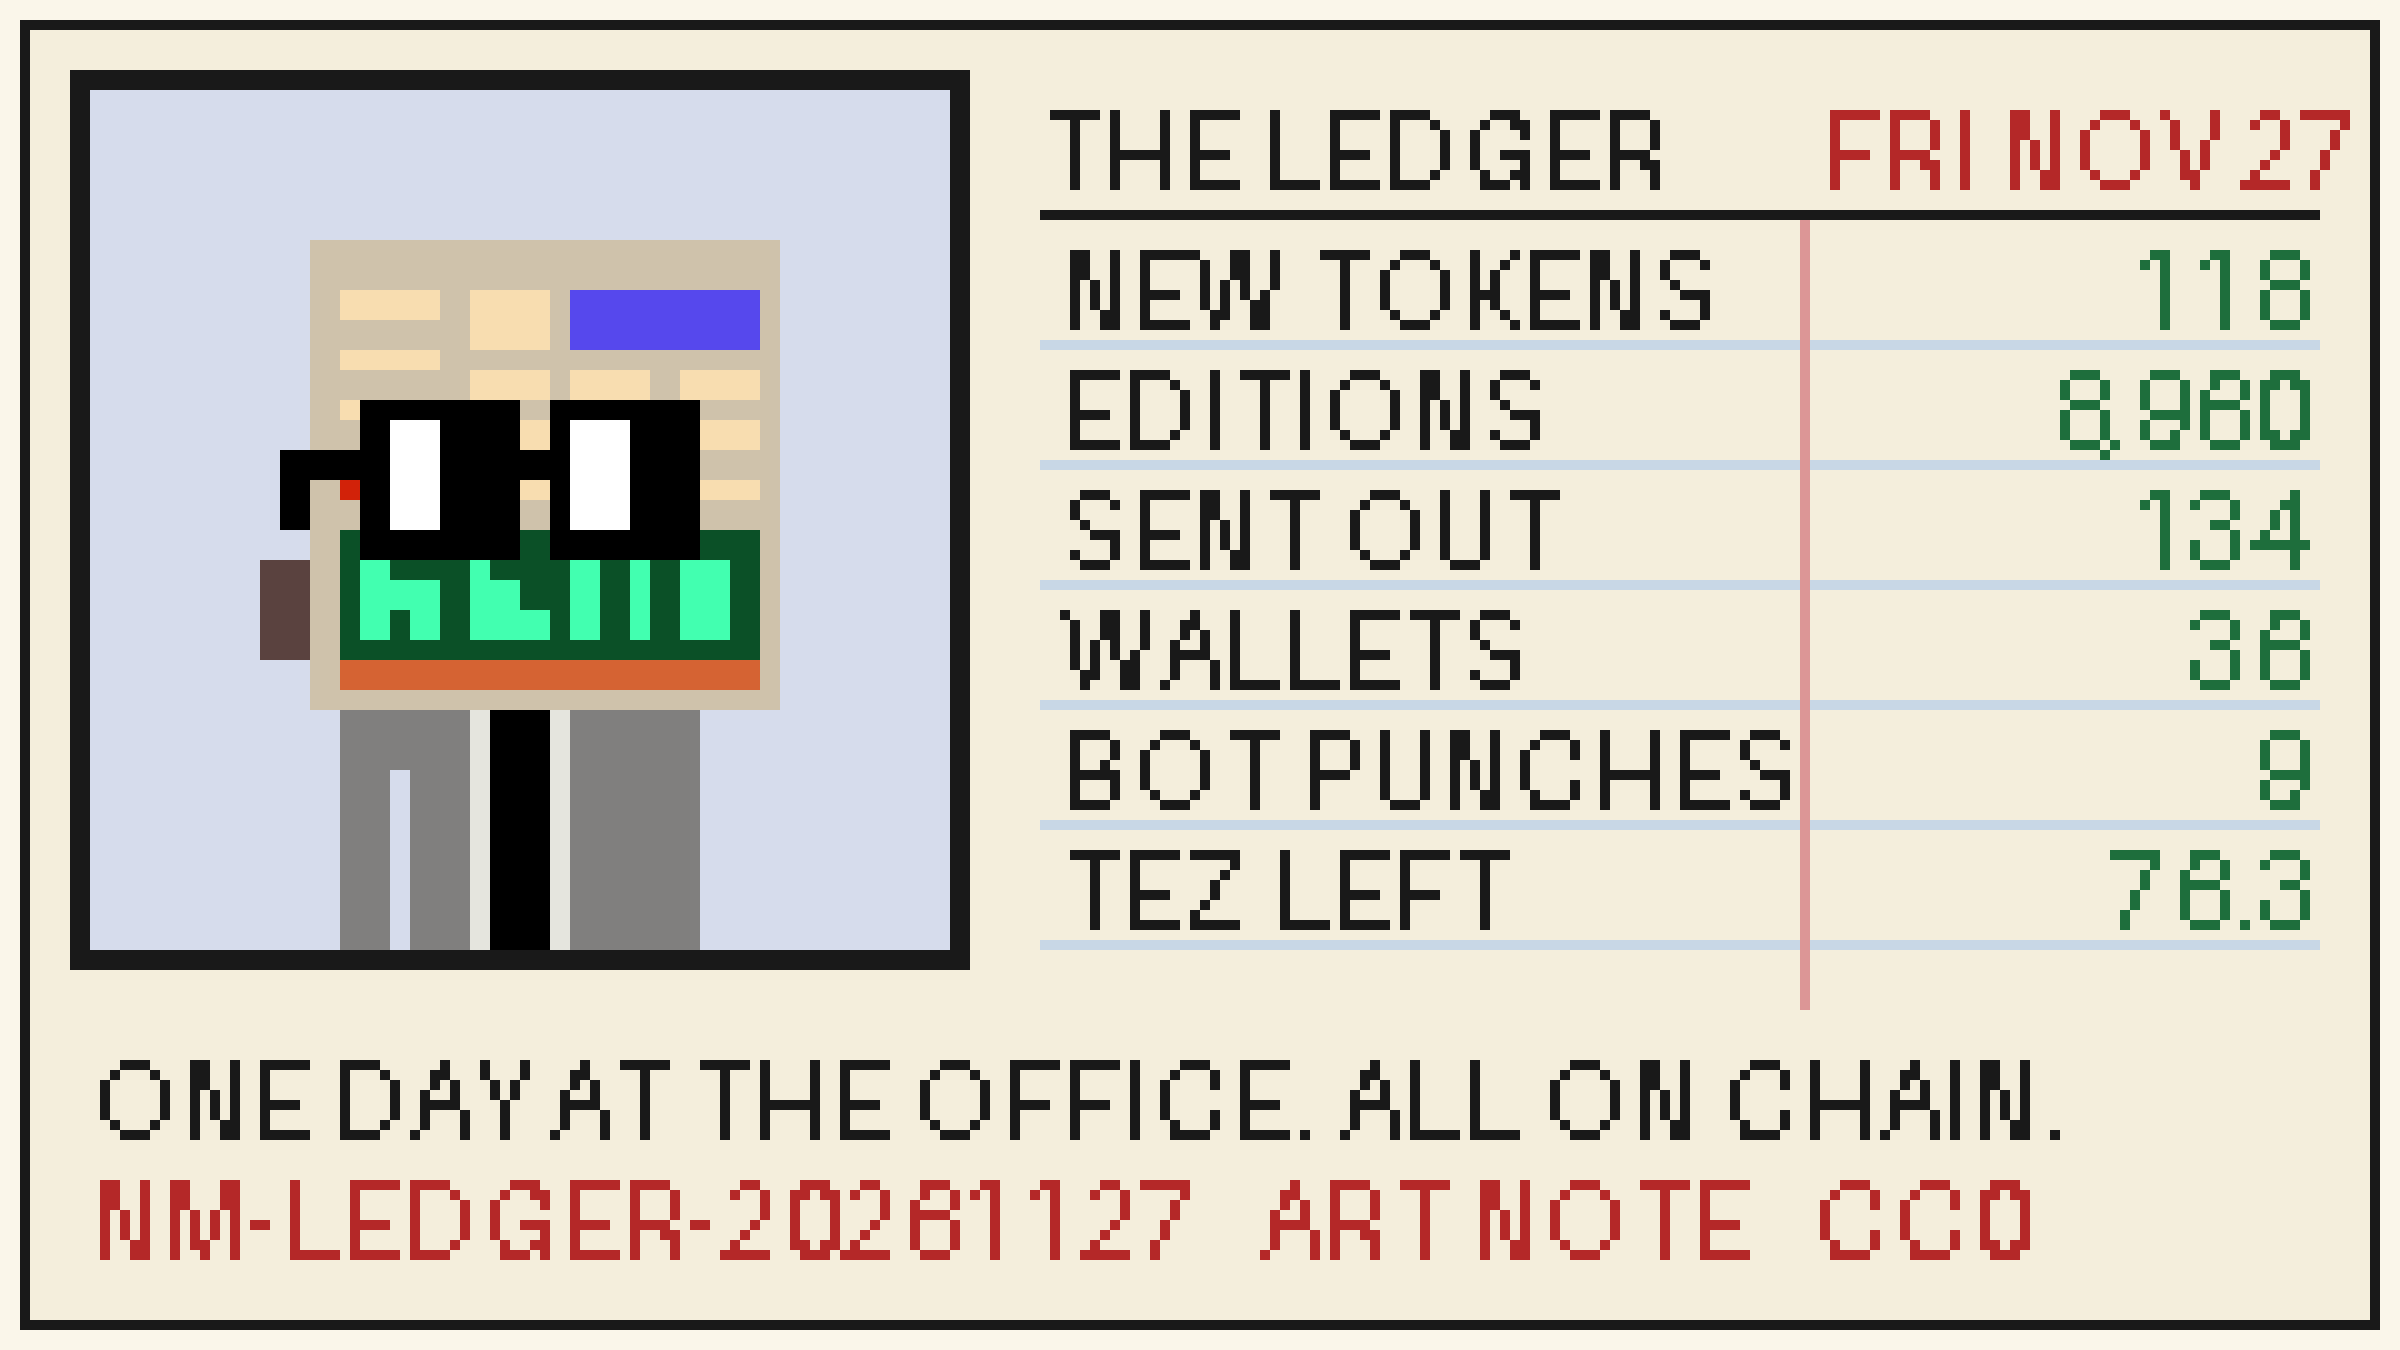 THE LEDGER FRI NOV 27
NEW TOKENS 118
EDITIONS 8,960
SENT OUT 134
WALLETS 36
BOT PUNCHES 9
TEZ LEFT 76.3
ONE DAY AT THE OFFICE. ALL ON CHAIN.
NM-LEDGER-20261127 ART NOTE CC0